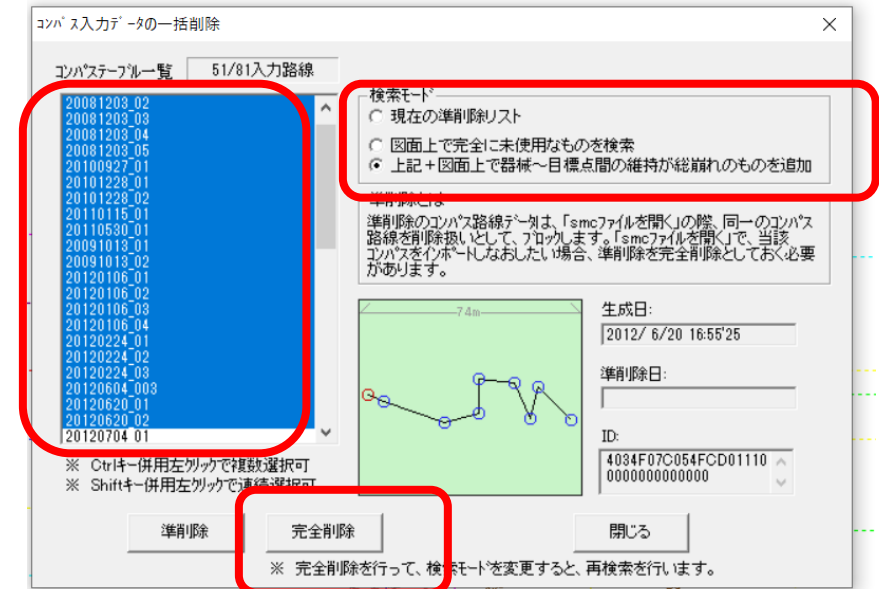 コンパス入力データの一括削除
コンパステーブル一覧 51/81入力路線
20081203_02
20081203_03
20081203_04
20081203_05
20100927_01
20101228_01
20101228_02
20110115_01
20110530_01
20091013_01
20091013_02
20120106_01
20120106_02
20120106_03
20120106_04
20120224_01
20120224_02
20120224_03
20120604_003
20120620_01
20120620_02
20120704_01
※ Ctrlキー併用左クリックで複数選択可
※ Shiftキー併用左クリックで連続選択可
検索モード
現在の準削除リスト
図面上で完全に未使用なものを検索
上記+図面上で器械～目標点間の維持が総崩れのものを追加
準削除とは
準削除のコンパス路線データは、「smcファイルを開く」の際、同一のコンパス
路線を削除扱いとして、ブロックします。「smcファイルを開く」で、当該
コンパスをインポートしなおしたい場合、準削除を完全削除としておく必要
があります。
74m
生成日:
2012/ 6/20 16:55'25
準削除日:
ID:
4034F07C054FCD01110
0000000000000
準削除 完全削除 閉じる
※ 完全削除を行って、検索モードを変更すると、再検索を行います。